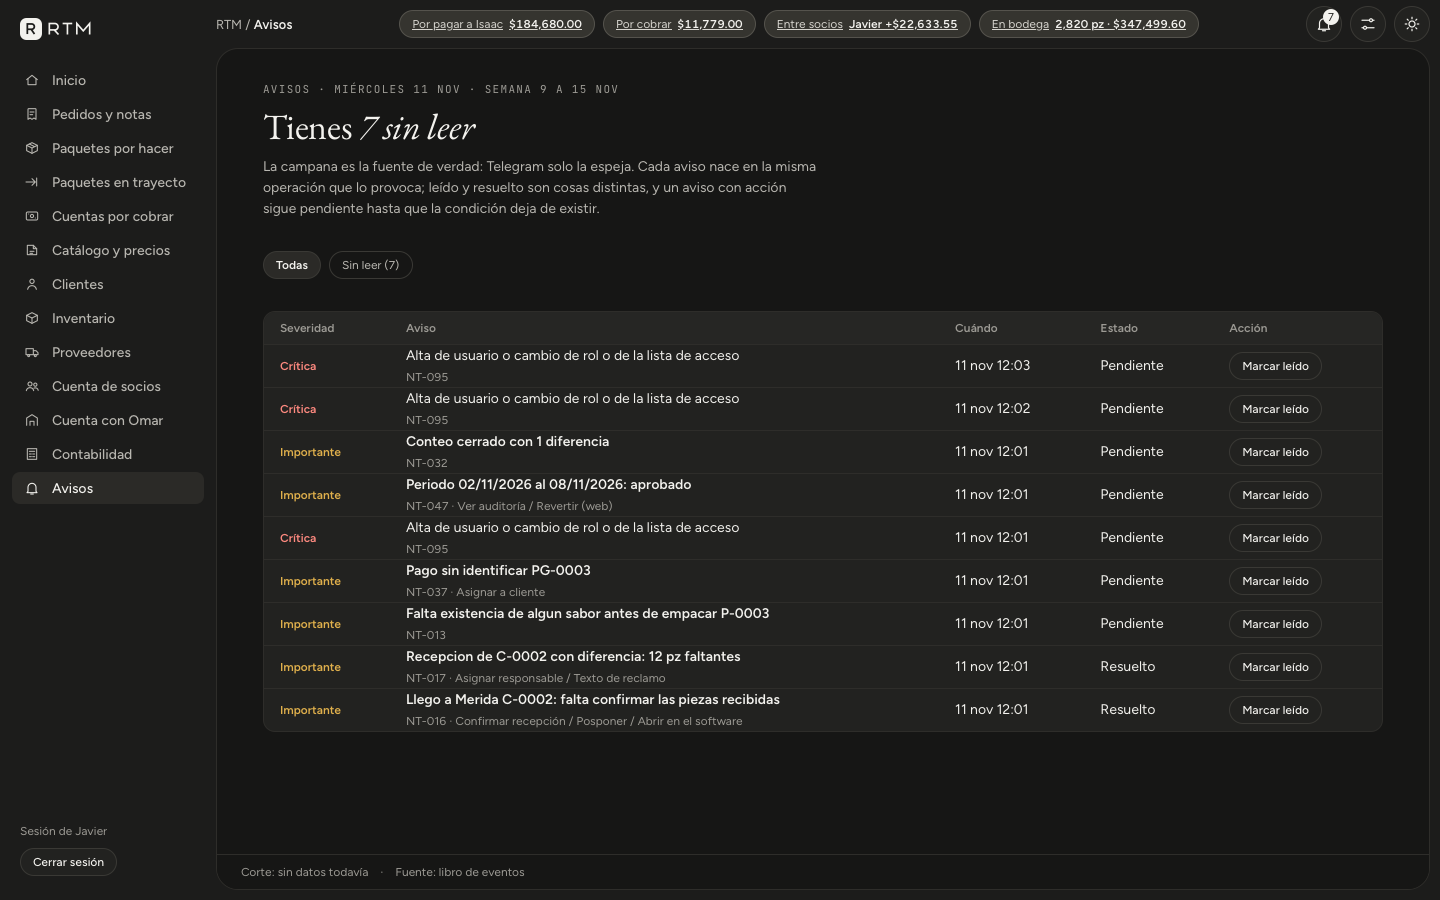 R RTM
RTM / Avisos
Por pagar a Isaac $184,680.00
Por cobrar $11,779.00
Entre socios Javier +$22,633.55
En bodega 2,820 pz · $347,499.60
7
Inicio
Pedidos y notas
Paquetes por hacer
Paquetes en trayecto
Cuentas por cobrar
Catálogo y precios
Clientes
Inventario
Proveedores
Cuenta de socios
Cuenta con Omar
Contabilidad
Avisos
Sesión de Javier
Cerrar sesión
AVISOS · MIÉRCOLES 11 NOV · SEMANA 9 A 15 NOV
Tienes 7 sin leer
La campana es la fuente de verdad: Telegram solo la espeja. Cada aviso nace en la misma
operación que lo provoca; leído y resuelto son cosas distintas, y un aviso con acción
sigue pendiente hasta que la condición deja de existir.
Todas
Sin leer (7)
Severidad Aviso Cuándo Estado Acción
Crítica Alta de usuario o cambio de rol o de la lista de acceso 11 nov 12:03 Pendiente Marcar leído
NT-095
Crítica Alta de usuario o cambio de rol o de la lista de acceso 11 nov 12:02 Pendiente Marcar leído
NT-095
Importante Conteo cerrado con 1 diferencia 11 nov 12:01 Pendiente Marcar leído
NT-032
Importante Periodo 02/11/2026 al 08/11/2026: aprobado 11 nov 12:01 Pendiente Marcar leído
NT-047 · Ver auditoría / Revertir (web)
Crítica Alta de usuario o cambio de rol o de la lista de acceso 11 nov 12:01 Pendiente Marcar leído
NT-095
Importante Pago sin identificar PG-0003 11 nov 12:01 Pendiente Marcar leído
NT-037 · Asignar a cliente
Importante Falta existencia de algun sabor antes de empacar P-0003 11 nov 12:01 Pendiente Marcar leído
NT-013
Importante Recepcion de C-0002 con diferencia: 12 pz faltantes 11 nov 12:01 Resuelto Marcar leído
NT-017 · Asignar responsable / Texto de reclamo
Importante Llego a Merida C-0002: falta confirmar las piezas recibidas 11 nov 12:01 Resuelto Marcar leído
NT-016 · Confirmar recepción / Posponer / Abrir en el software
Corte: sin datos todavía · Fuente: libro de eventos